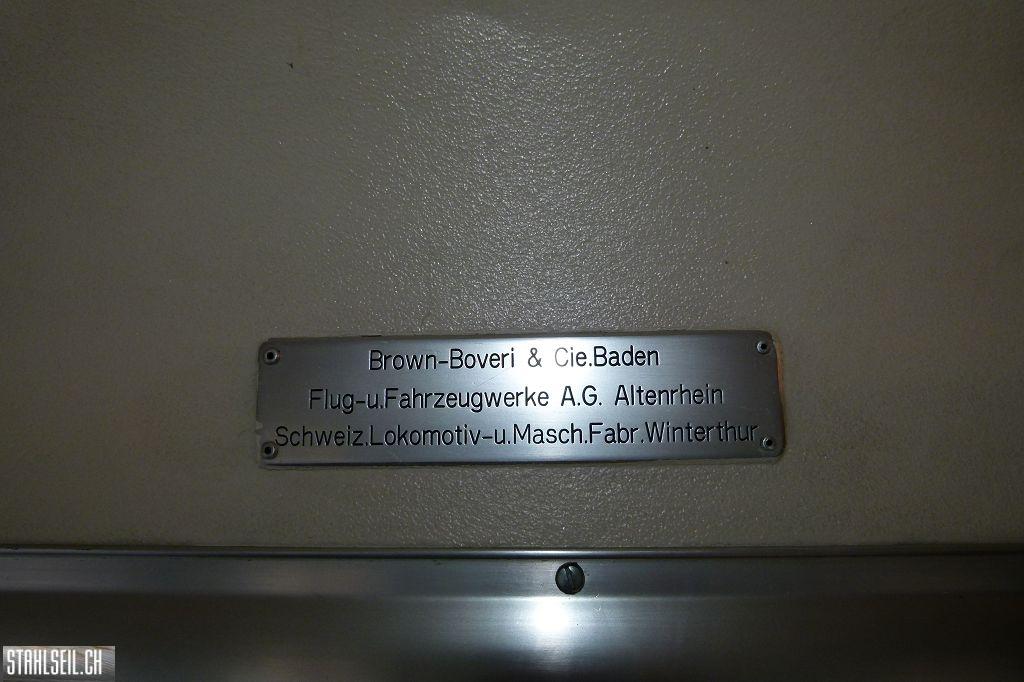 Brown-Boveri & Cie.Baden
Flug-u.Fahrzeugwerke A.G. Altenrhein
Schweiz.Lokomotiv-u.Masch.Fabr.Winterthur
STAHLSEIL.CH